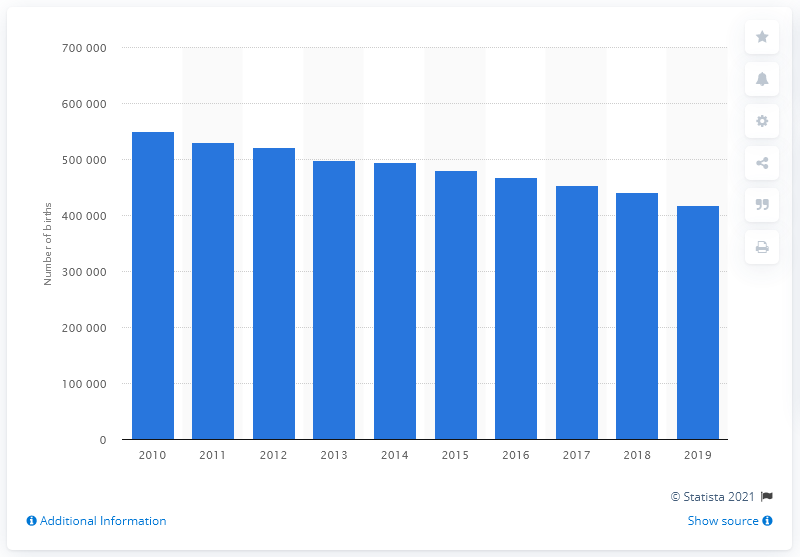 700 000
600 000
500 000
400 000
300 000
200 000
100 000
0
Number of births
2010 2011 2012 2013 2014 2015 2016 2017 2018 2019
© Statista 2021
Additional Information
Show source